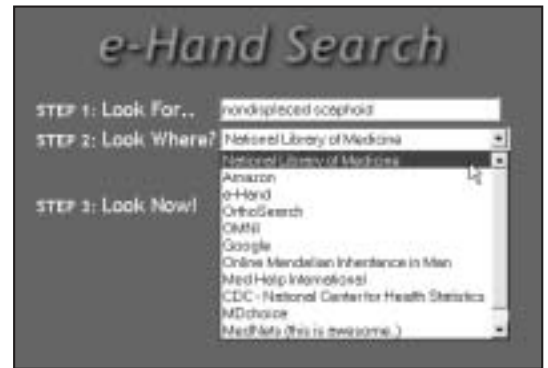 e-Hand Search
STEP 1: Look For.. nondisplaced scaphoid
STEP 2: Look Where? National Library of Medicine
National Library of Medicine
Amazon
e-Hand
OrthoSearch
OMNI
Google
STEP 3: Look Now!
Online Mendelian Inheritance in Man
Med Help International
CDC - National Center for Health Statistics
MDchoice
MedNets (this is awesome..)